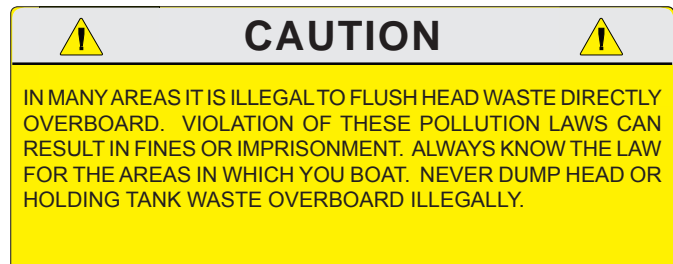 CAUTION
IN MANY AREAS IT IS ILLEGAL TO FLUSH HEAD WASTE DIRECTLY
OVERBOARD. VIOLATION OF THESE POLLUTION LAWS CAN
RESULT IN FINES OR IMPRISONMENT. ALWAYS KNOW THE LAW
FOR THE AREAS IN WHICH YOU BOAT. NEVER DUMP HEAD OR
HOLDING TANK WASTE OVERBOARD ILLEGALLY.